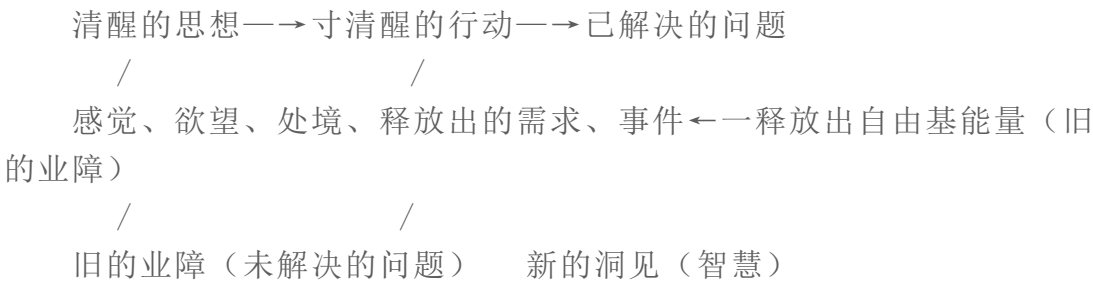 清醒的思想—→寸清醒的行动—→已解决的问题
/ /
感觉、欲望、处境、释放出的需求、事件←一释放出自由基能量（旧
的业障）
/ /
旧的业障（未解决的问题） 新的洞见（智慧）